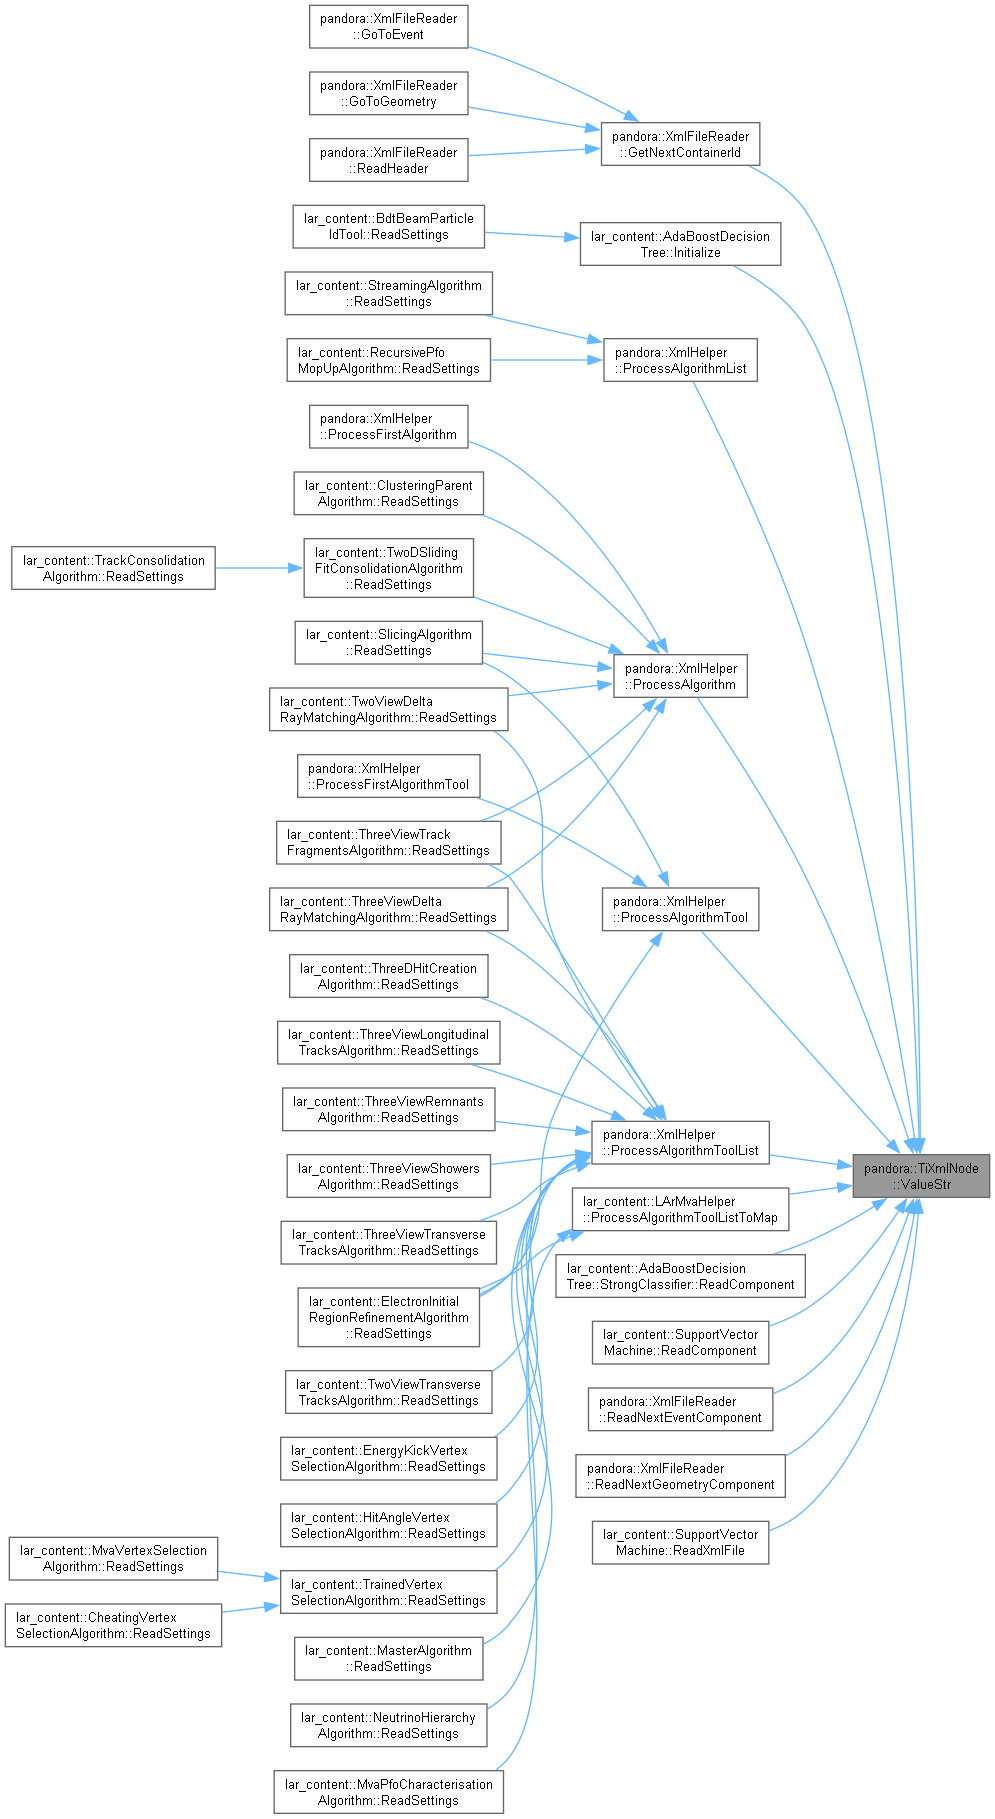 pandora::XmlFileReader
::GoToEvent
pandora::XmlFileReader
::GoToGeometry
pandora::XmlFileReader
::GetNextContainerId
pandora::XmlFileReader
::ReadHeader
lar_content::BdtBeamParticle
IdTool::ReadSettings
lar_content::AdaBoostDecision
Tree::Initialize
lar_content::StreamingAlgorithm
::ReadSettings
lar_content::RecursivePfo
MopUpAlgorithm::ReadSettings
pandora::XmlHelper
::ProcessAlgorithmList
pandora::XmlHelper
::ProcessFirstAlgorithm
lar_content::ClusteringParent
Algorithm::ReadSettings
lar_content::TrackConsolidation
Algorithm::ReadSettings
lar_content::TwoDSliding
FitConsolidationAlgorithm
::ReadSettings
lar_content::SlicingAlgorithm
::ReadSettings
pandora::XmlHelper
::ProcessAlgorithm
lar_content::TwoViewDelta
RayMatchingAlgorithm::ReadSettings
pandora::XmlHelper
::ProcessFirstAlgorithmTool
lar_content::ThreeViewTrack
FragmentsAlgorithm::ReadSettings
lar_content::ThreeViewDelta
RayMatchingAlgorithm::ReadSettings
pandora::XmlHelper
::ProcessAlgorithmTool
lar_content::ThreeDHitCreation
Algorithm::ReadSettings
lar_content::ThreeViewLongitudinal
TracksAlgorithm::ReadSettings
lar_content::ThreeViewRemnants
Algorithm::ReadSettings
pandora::XmlHelper
::ProcessAlgorithmToolList
lar_content::ThreeViewShowers
Algorithm::ReadSettings
pandora::TiXmlNode
::ValueStr
lar_content::LArMvaHelper
::ProcessAlgorithmToolListToMap
lar_content::ThreeViewTransverse
TracksAlgorithm::ReadSettings
lar_content::AdaBoostDecision
Tree::StrongClassifier::ReadComponent
lar_content::ElectronInitial
RegionRefinementAlgorithm
::ReadSettings
lar_content::SupportVector
Machine::ReadComponent
lar_content::TwoViewTransverse
TracksAlgorithm::ReadSettings
pandora::XmlFileReader
::ReadNextEventComponent
lar_content::EnergyKickVertex
SelectionAlgorithm::ReadSettings
pandora::XmlFileReader
::ReadNextGeometryComponent
lar_content::HitAngleVertex
SelectionAlgorithm::ReadSettings
lar_content::SupportVector
Machine::ReadXmlFile
lar_content::MvaVertexSelection
Algorithm::ReadSettings
lar_content::TrainedVertex
SelectionAlgorithm::ReadSettings
lar_content::CheatingVertex
SelectionAlgorithm::ReadSettings
lar_content::MasterAlgorithm
::ReadSettings
lar_content::NeutrinoHierarchy
Algorithm::ReadSettings
lar_content::MvaPfoCharacterisation
Algorithm::ReadSettings